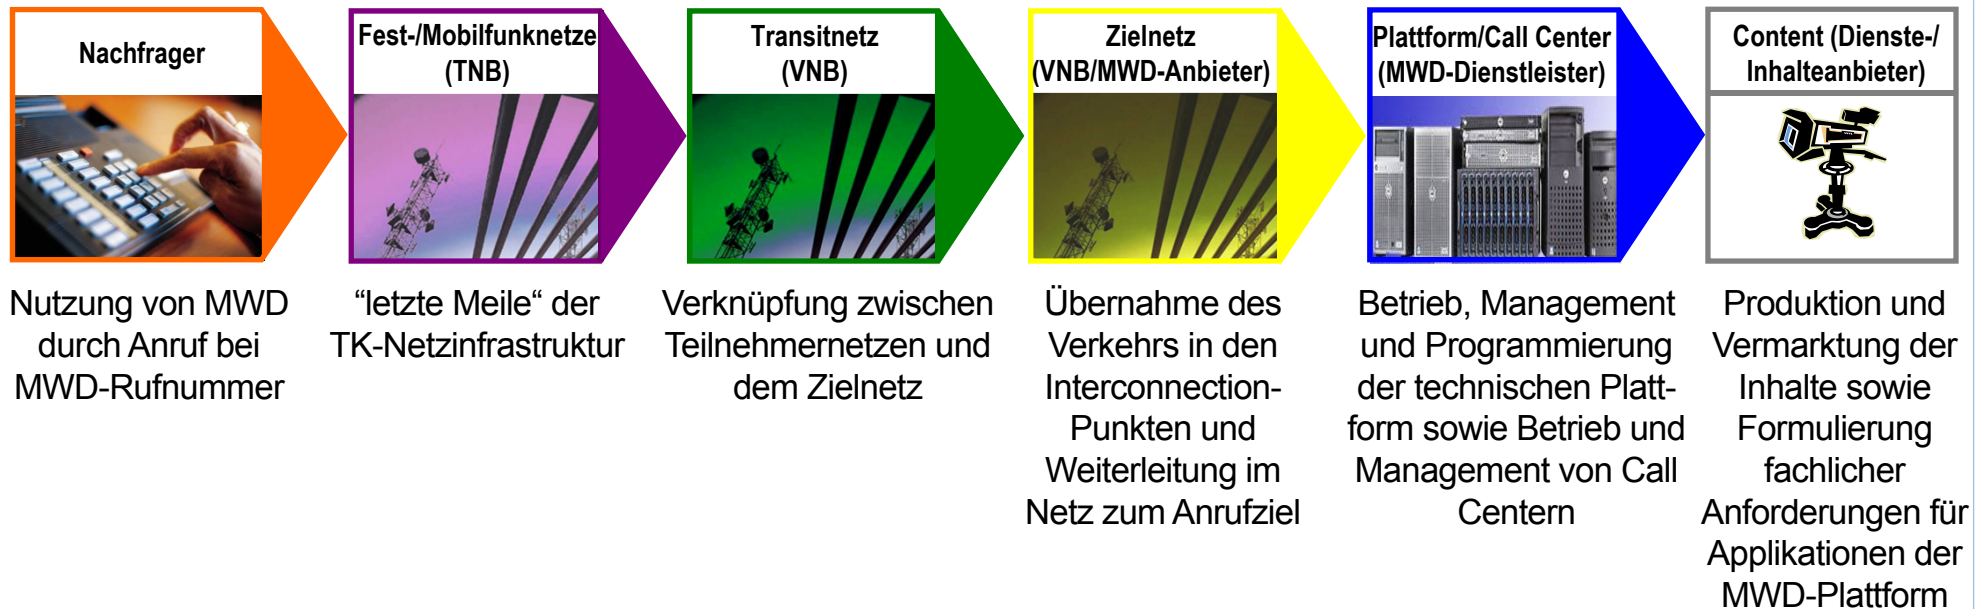 Nachfrager
Nutzung von MWD
durch Anruf bei
MWD-Rufnummer
Fest-/Mobilfunknetze
(TNB)
“letzte Meile“ der
TK-Netzinfrastruktur
Transitnetz
(VNB)
Verknüpfung zwischen
Teilnehmernetzen und
dem Zielnetz
Zielnetz
(VNB/MWD-Anbieter)
Übernahme des
Verkehrs in den
Interconnection-
Punkten und
Weiterleitung im
Netz zum Anrufziel
Plattform/Call Center
(MWD-Dienstleister)
Betrieb, Management
und Programmierung
der technischen Platt-
form sowie Betrieb und
Management von Call
Centern
Content (Dienste-/
Inhalteanbieter)
Produktion und
Vermarktung der
Inhalte sowie
Formulierung
fachlicher
Anforderungen für
Applikationen der
MWD-Plattform